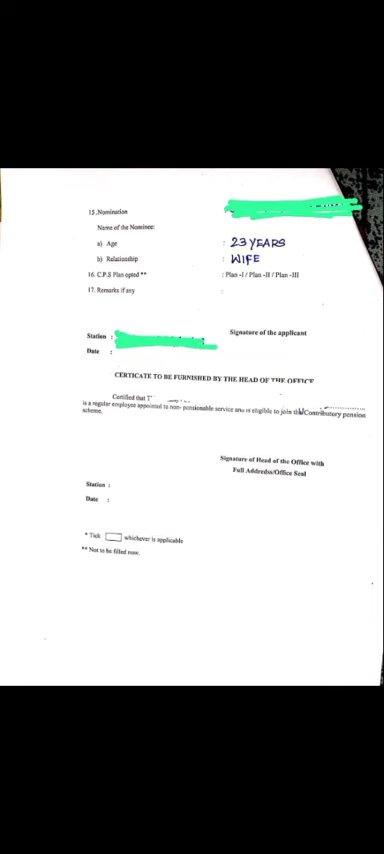 15 .Nomination
Name of the Nominee:
a) Age : 23 YEARS
b) Relationship : WIFE
16. C.P.S Plan opted ** : Plan -I / Plan -II / Plan -III
17. Remarks if any :
Station : Signature of the applicant
Date :
CERTICATE TO BE FURNISHED BY THE HEAD OF THE OFFICE
Certified that
is a regular employee appointed to non- pensionable service and is eligible to join the Contributory pension
scheme.
Signature of Head of the Office with
Full Address/Office Seal
Station :
Date :
* Tick whichever is applicable
** Not to be filled now.